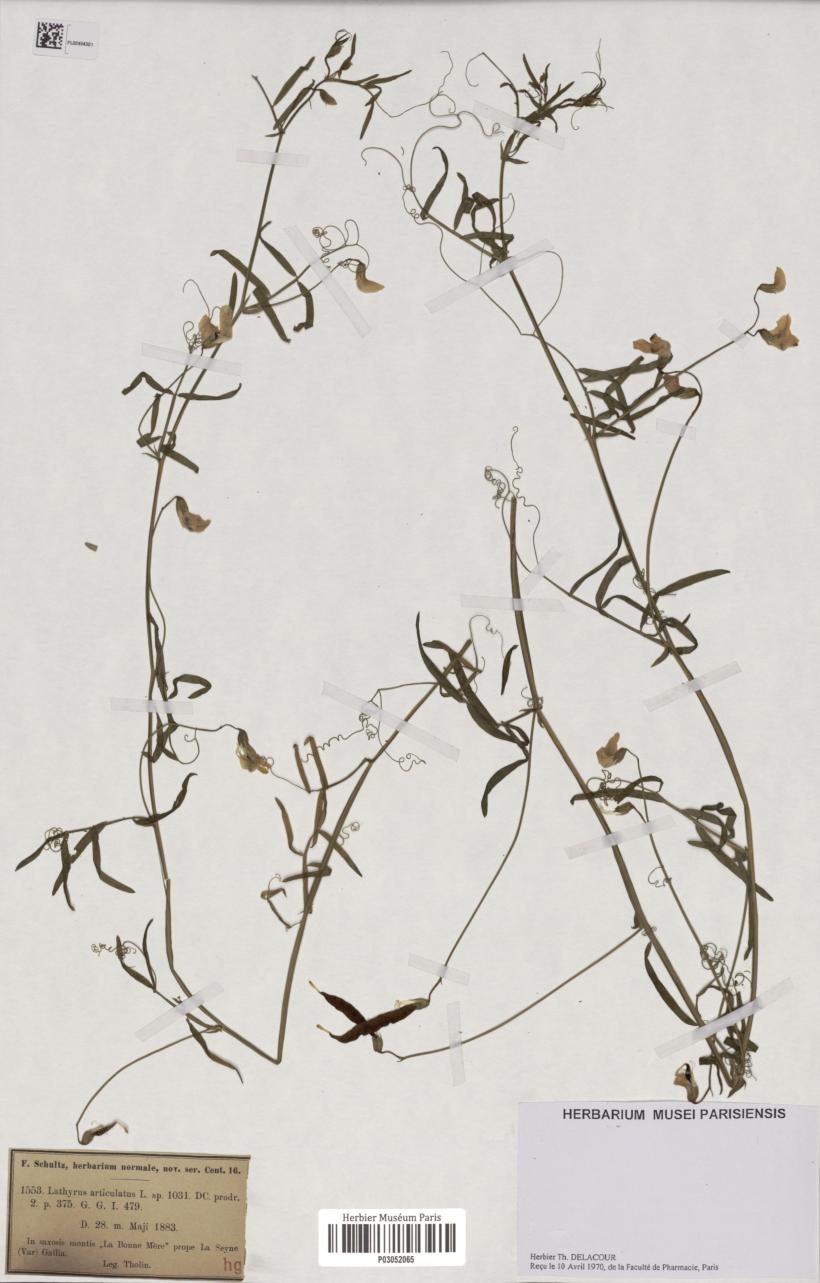 HERBARIUM MUSEI PARISIENSIS
F. Schultz, herbarium normale, nov. ser. Cent. 16.
1553. Lathyrus articulatus L. sp. 1031. DC. prodr.
2. p. 375. G. G. I. 479.
D. 28. m. Maji 1883.
In saxosis montis „La Bonne Mère" prope La Seyne
(Var) Gallia.
Leg. Tholin.
hg
Herbier Muséum Paris
P03052065
Herbier Th. DELACOUR
Reçu le 10 Avril 1970, de la Faculté de Pharmacie, Paris